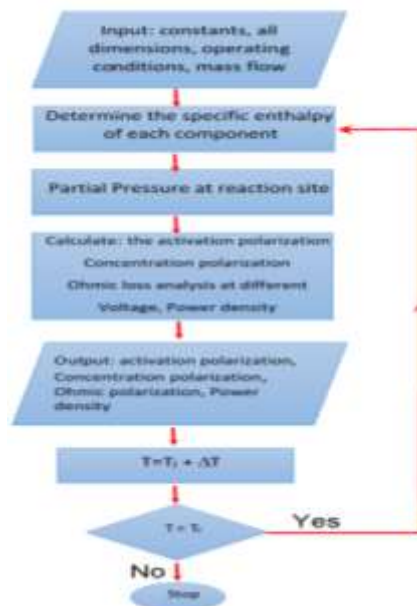 Input: constants, all
dimensions, operating
conditions, mass flow
Determine the specific enthalpy
of each component
Partial Pressure at reaction site
Calculate: the activation polarization
Concentration polarization
Ohmic loss analysis at different
Voltage, Power density
Output: activation polarization,
Concentration polarization,
Ohmic polarization, Power
density
T=Tᵢ + ΔT
T = T
Yes
No
Stop